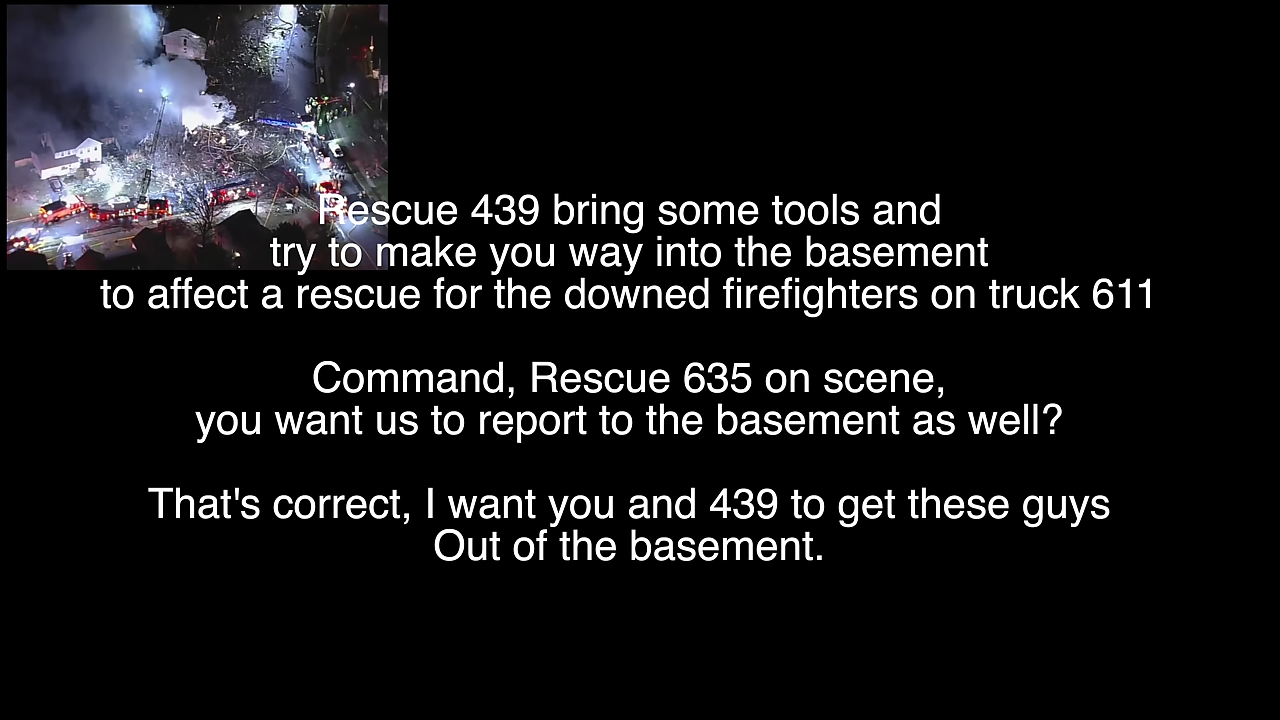 Rescue 439 bring some tools and
try to make you way into the basement
to affect a rescue for the downed firefighters on truck 611
Command, Rescue 635 on scene,
you want us to report to the basement as well?
That's correct, I want you and 439 to get these guys
Out of the basement.